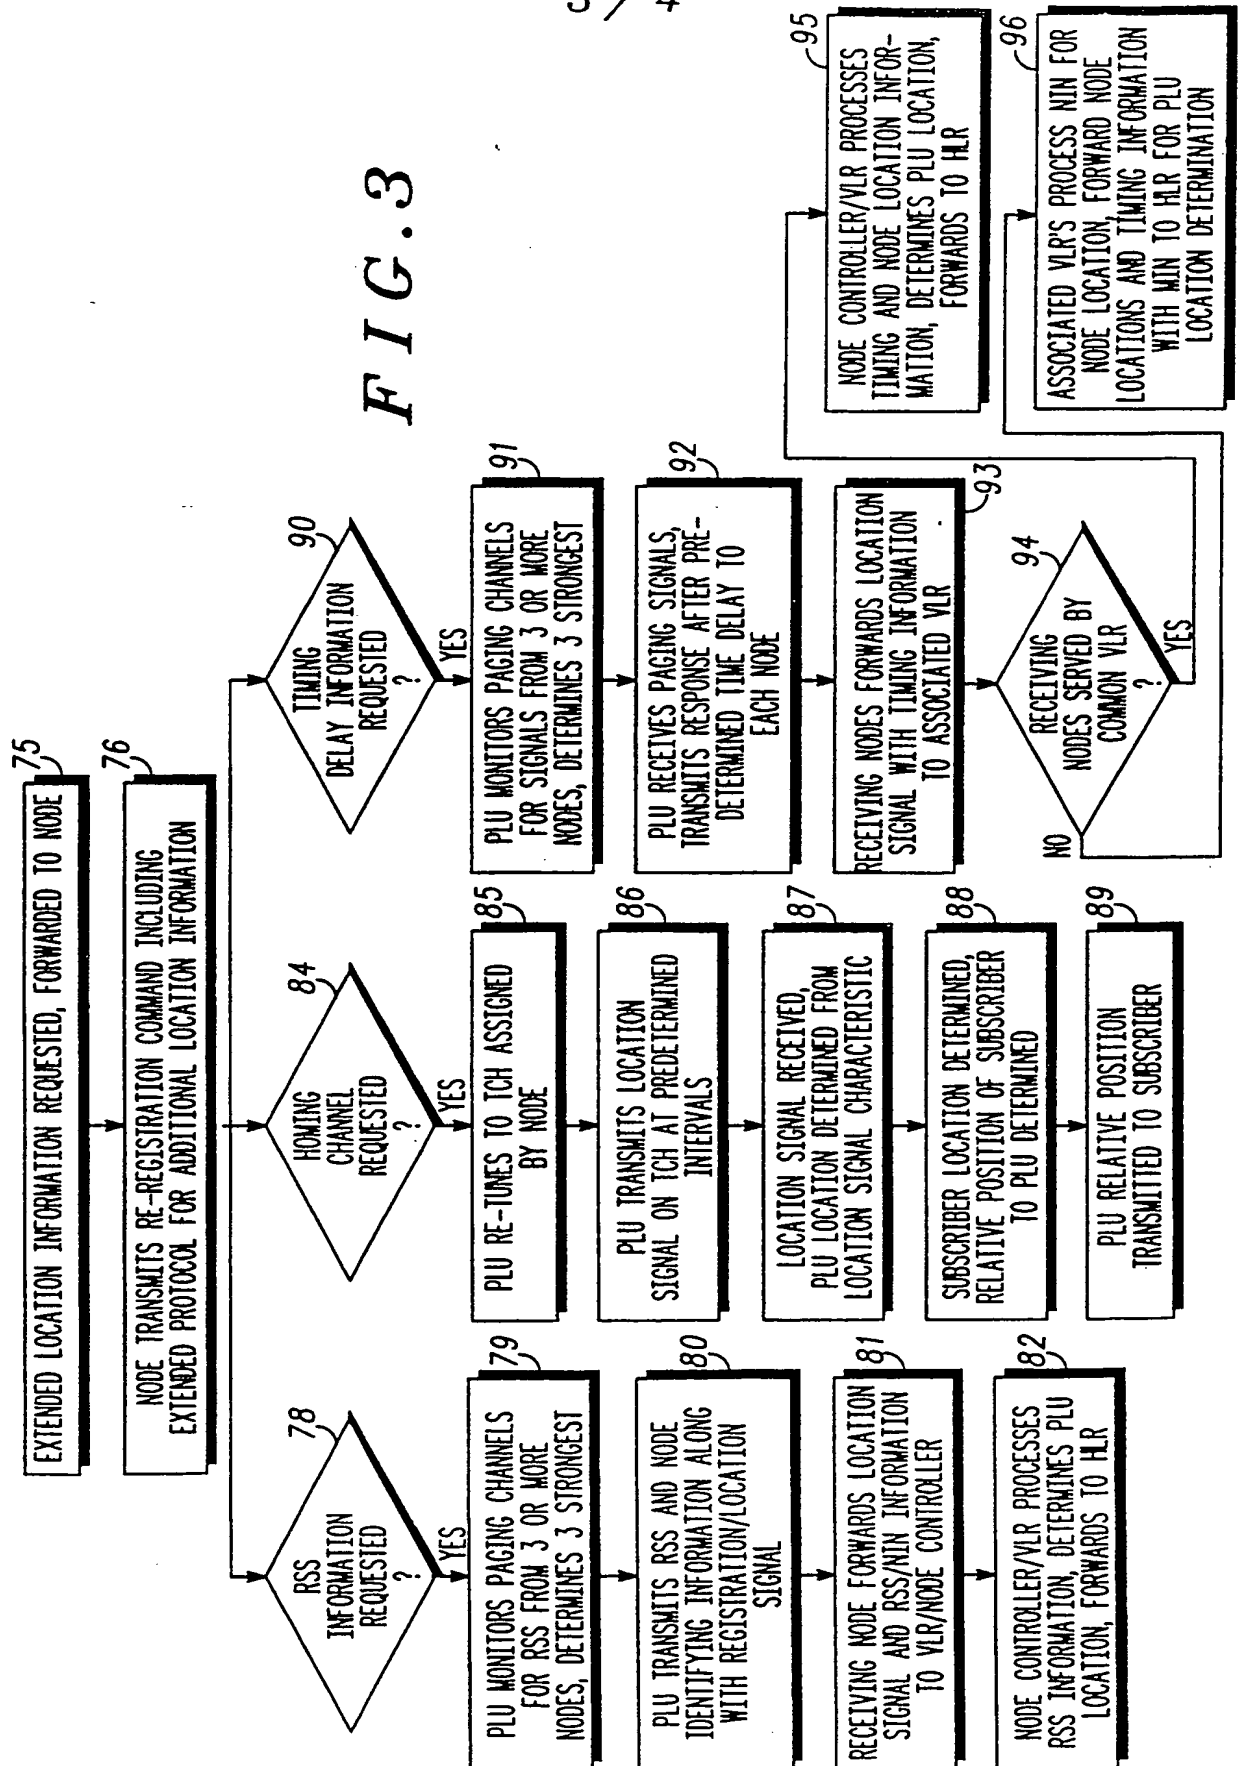 3/4
EXTENDED LOCATION INFORMATION REQUESTED, FORWARDED TO NODE
75
NODE TRANSMITS RE-REGISTRATION COMMAND INCLUDING
EXTENDED PROTOCOL FOR ADDITIONAL LOCATION INFORMATION
76
RSS
INFORMATION
REQUESTED
?
78
YES
PLU MONITORS PAGING CHANNELS
FOR RSS FROM 3 OR MORE
NODES, DETERMINES 3 STRONGEST
79
PLU TRANSMITS RSS AND NODE
IDENTIFYING INFORMATION ALONG
WITH REGISTRATION/LOCATION
SIGNAL
80
RECEIVING NODE FORWARDS LOCATION
SIGNAL AND RSS/NIN INFORMATION
TO VLR/NODE CONTROLLER
81
NODE CONTROLLER/VLR PROCESSES
RSS INFORMATION, DETERMINES PLU
LOCATION, FORWARDS TO HLR
82
HOMING
CHANNEL
REQUESTED
?
84
YES
PLU RE-TUNES TO TCH ASSIGNED
BY NODE
85
PLU TRANSMITS LOCATION
SIGNAL ON TCH AT PREDETERMINED
INTERVALS
86
LOCATION SIGNAL RECEIVED,
PLU LOCATION DETERMINED FROM
LOCATION SIGNAL CHARACTERISTIC
87
SUBSCRIBER LOCATION DETERMINED,
RELATIVE POSITION OF SUBSCRIBER
TO PLU DETERMINED
88
PLU RELATIVE POSITION
TRANSMITTED TO SUBSCRIBER
89
TIMING
DELAY INFORMATION
REQUESTED
?
90
YES
PLU MONITORS PAGING CHANNELS
FOR SIGNALS FROM 3 OR MORE
NODES, DETERMINES 3 STRONGEST
91
PLU RECEIVES PAGING SIGNALS,
TRANSMITS RESPONSE AFTER PRE-
DETERMINED TIME DELAY TO
EACH NODE
92
RECEIVING NODES FORWARDS LOCATION
SIGNAL WITH TIMING INFORMATION
TO ASSOCIATED VLR
93
RECEIVING
NODES SERVED BY
COMMON VLR
?
94
NO
YES
NODE CONTROLLER/VLR PROCESSES
TIMING AND NODE LOCATION INFOR-
MATION, DETERMINES PLU LOCATION,
FORWARDS TO HLR
95
ASSOCIATED VLR'S PROCESS NIN FOR
NODE LOCATION, FORWARD NODE
LOCATIONS AND TIMING INFORMATION
WITH MIN TO HLR FOR PLU
LOCATION DETERMINATION
96
FIG.3